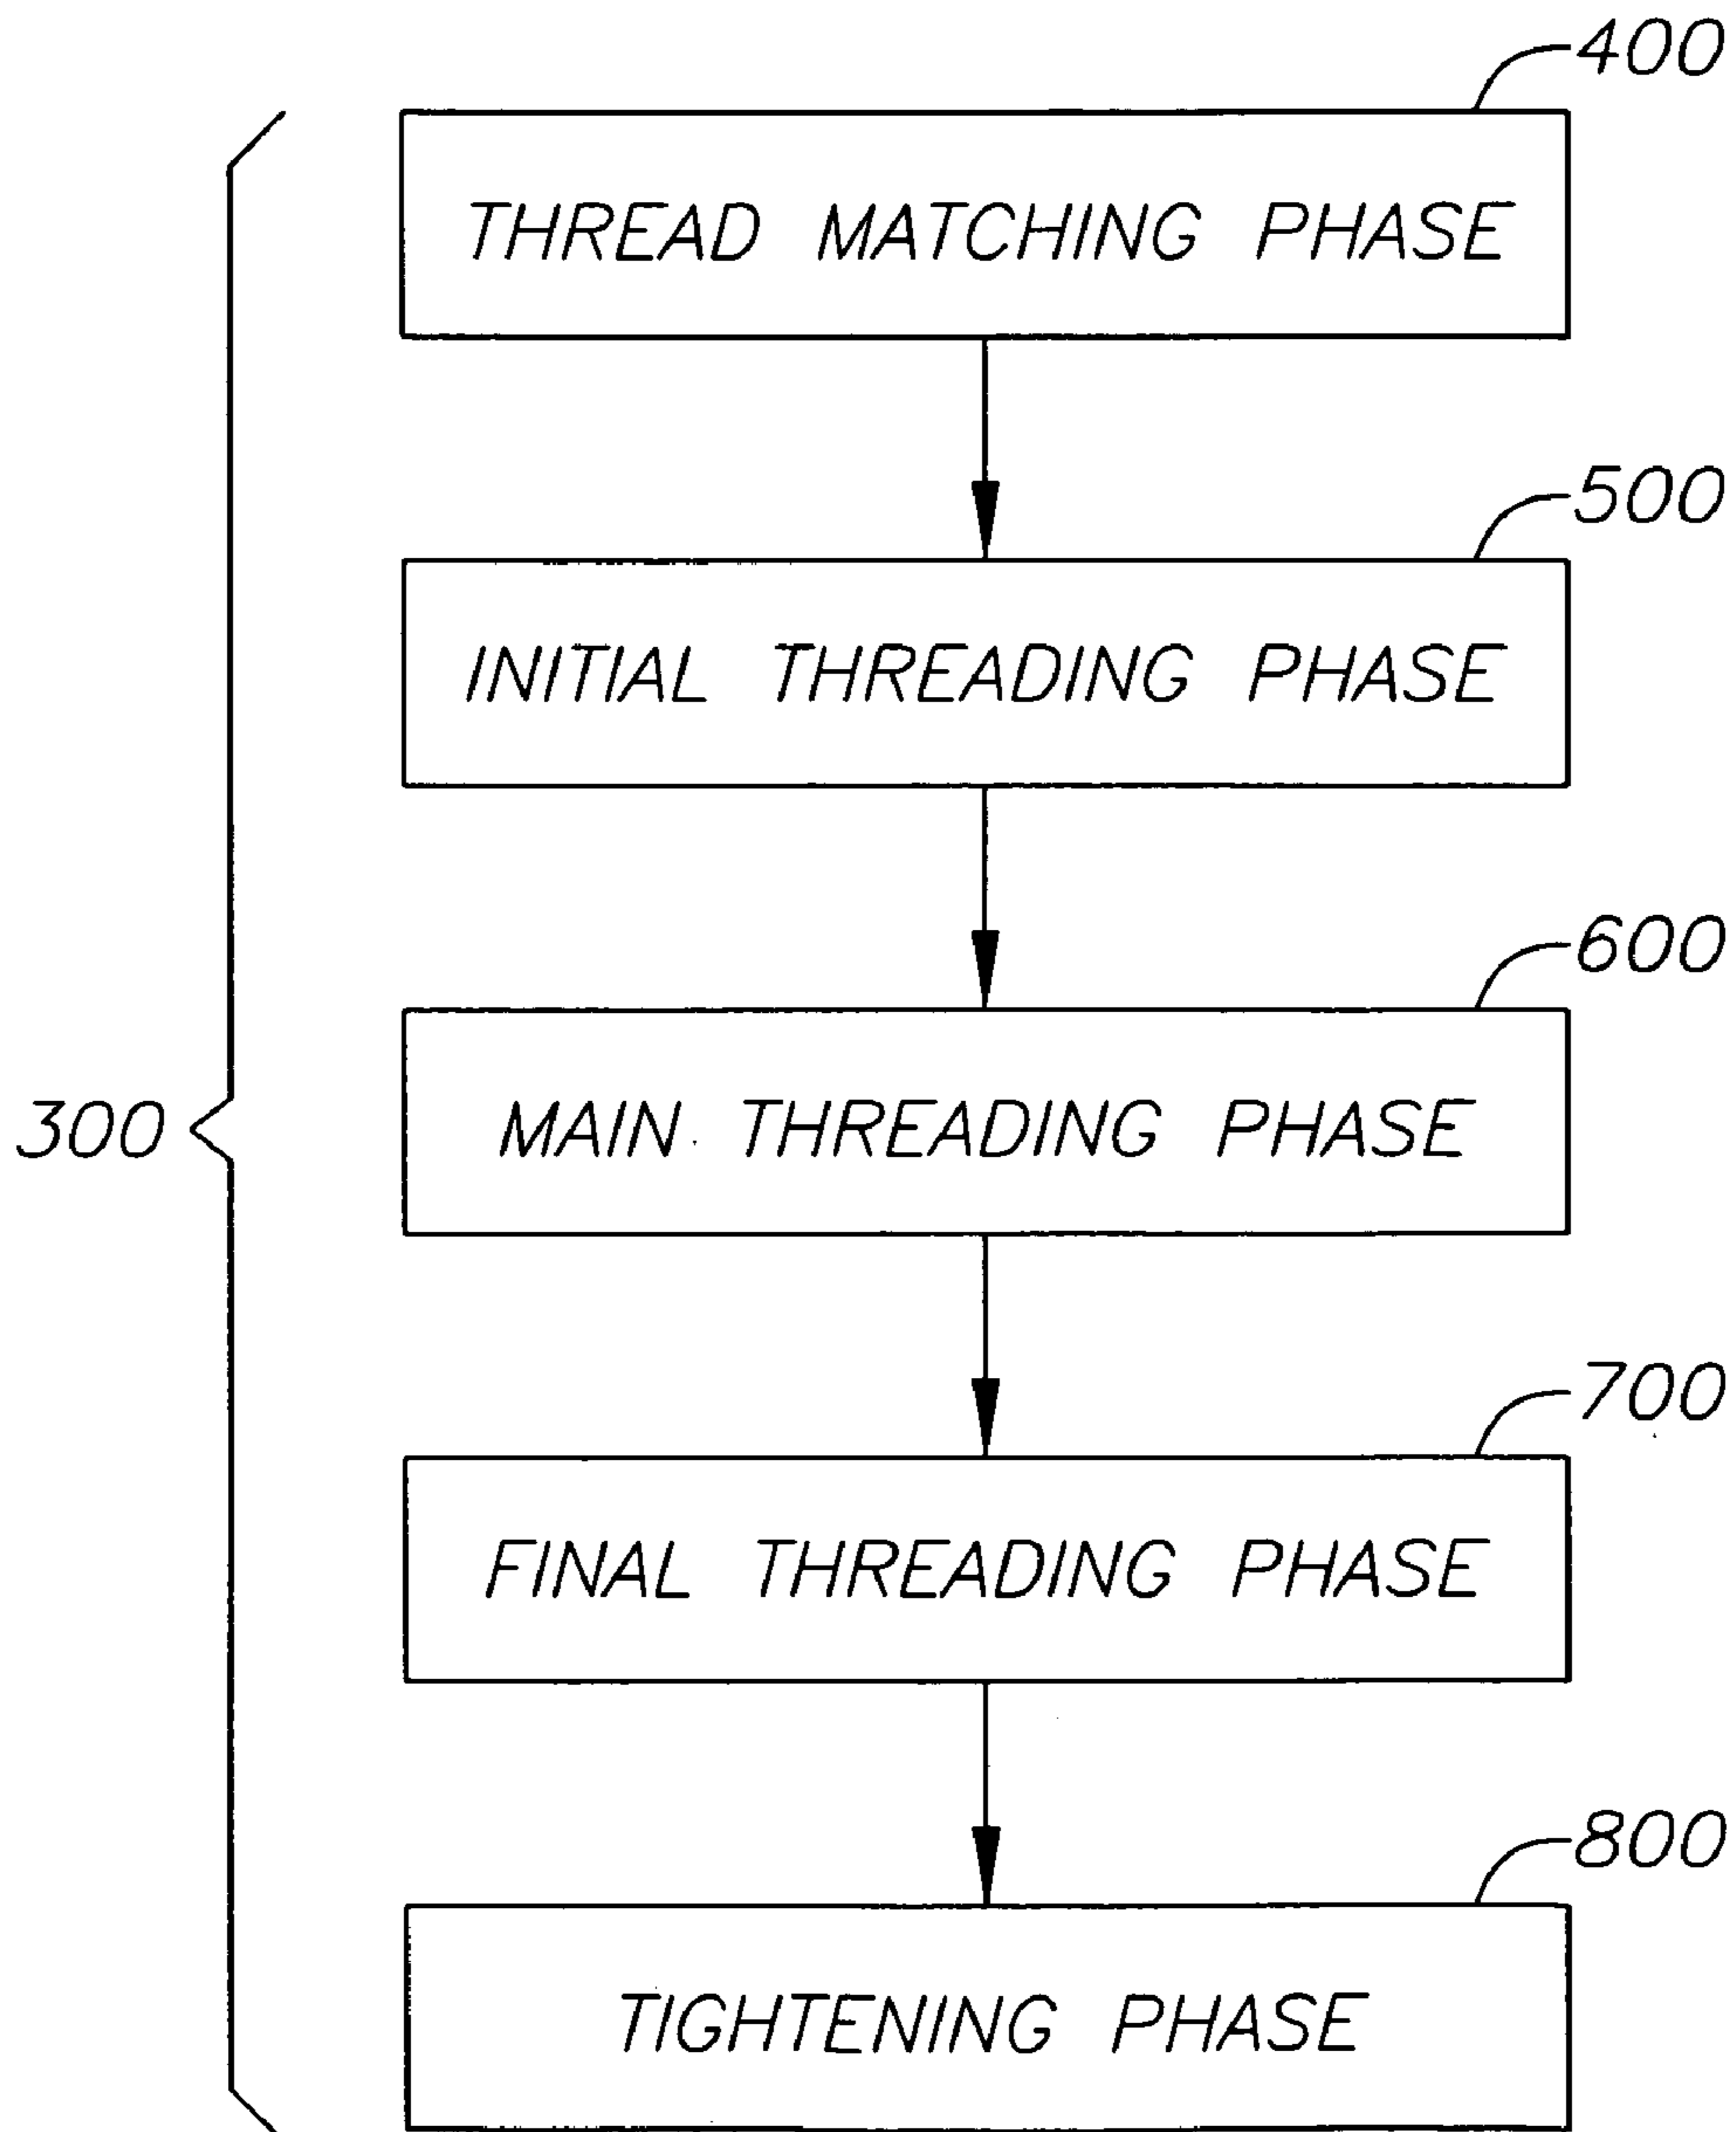 400
THREAD MATCHING PHASE
500
INITIAL THREADING PHASE
600
300
MAIN THREADING PHASE
700
FINAL THREADING PHASE
800
TIGHTENING PHASE